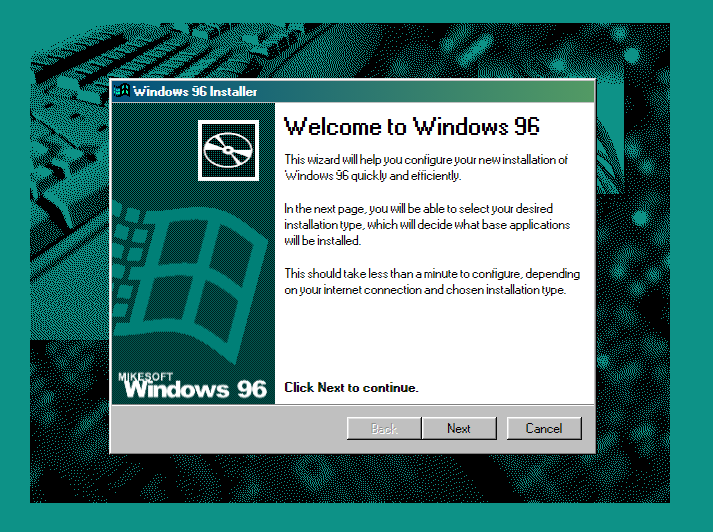 Windows 96 Installer
Welcome to Windows 96
This wizard will help you configure your new installation of
Windows 96 quickly and efficiently.
In the next page, you will be able to select your desired
installation type, which will decide what base applications
will be installed.
This should take less than a minute to configure, depending
on your internet connection and chosen installation type.
MIKESOFT
Windows 96
Click Next to continue.
Back
Next
Cancel